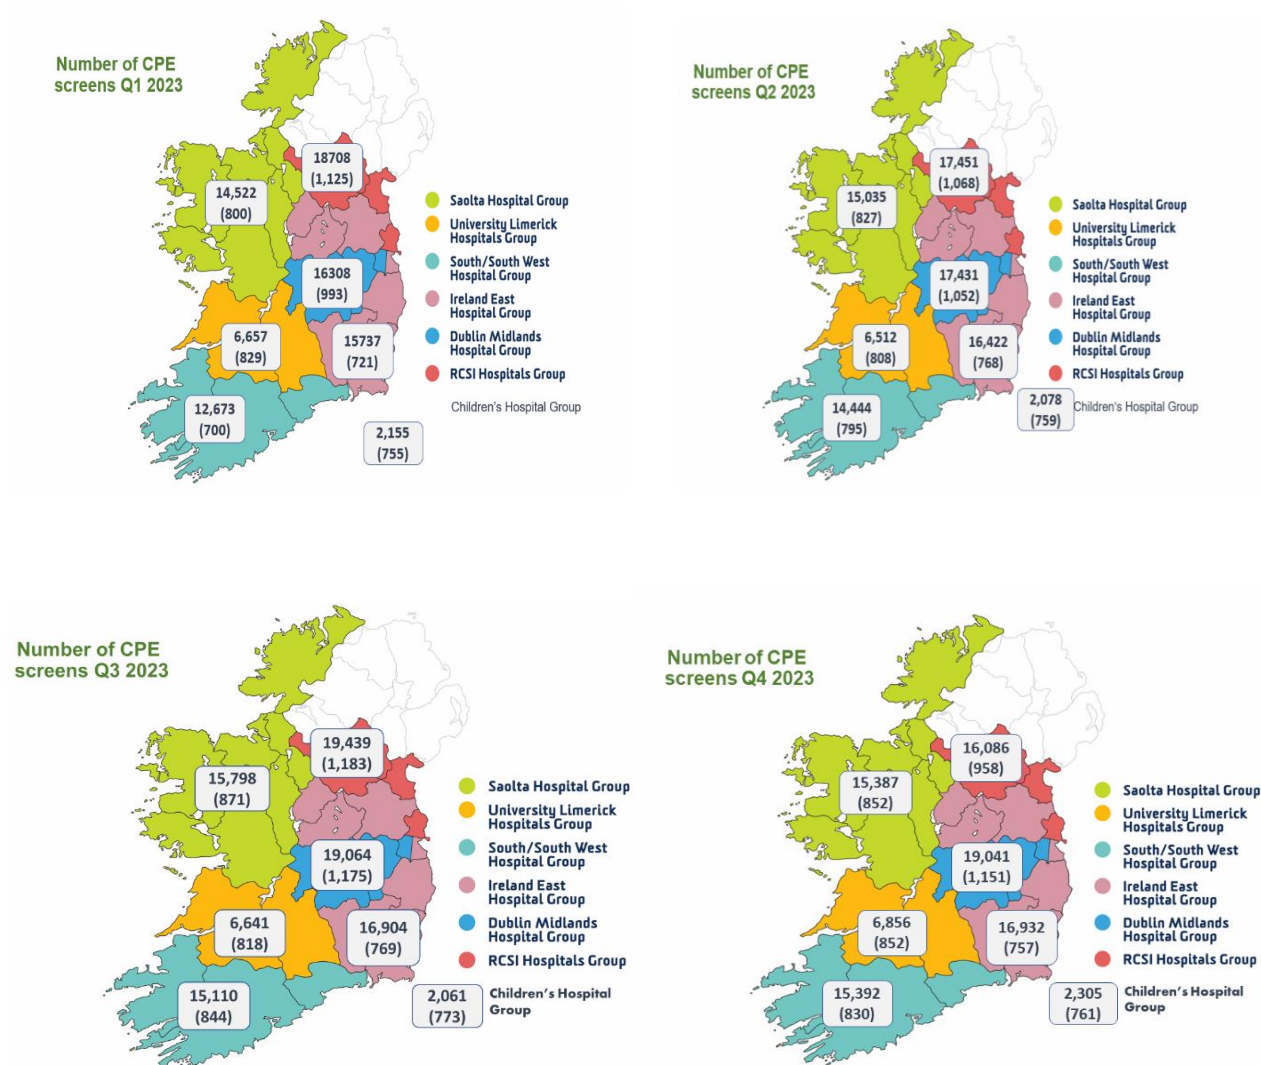 Number of CPE
screens Q1 2023
18708
(1,125)
14,522
(800)
16308
(993)
6,657
(829)
15737
(721)
12,673
(700)
2,155
(755)
Saolta Hospital Group
University Limerick
Hospitals Group
South/South West
Hospital Group
Ireland East
Hospital Group
Dublin Midlands
Hospital Group
RCSI Hospitals Group
Children's Hospital Group
Number of CPE
screens Q2 2023
17,451
(1,068)
15,035
(827)
17,431
(1,052)
6,512
(808)
16,422
(768)
14,444
(795)
2,078
(759)
Saolta Hospital Group
University Limerick
Hospitals Group
South/South West
Hospital Group
Ireland East
Hospital Group
Dublin Midlands
Hospital Group
RCSI Hospitals Group
Children's Hospital Group
Number of CPE
screens Q3 2023
19,439
(1,183)
15,798
(871)
19,064
(1,175)
6,641
(818)
16,904
(769)
15,110
(844)
2,061
(773)
Saolta Hospital Group
University Limerick
Hospitals Group
South/South West
Hospital Group
Ireland East
Hospital Group
Dublin Midlands
Hospital Group
RCSI Hospitals Group
Children's Hospital
Group
Number of CPE
screens Q4 2023
16,086
(958)
15,387
(852)
19,041
(1,151)
6,856
(852)
16,932
(757)
15,392
(830)
2,305
(761)
Saolta Hospital Group
University Limerick
Hospitals Group
South/South West
Hospital Group
Ireland East
Hospital Group
Dublin Midlands
Hospital Group
RCSI Hospitals Group
Children's Hospital
Group